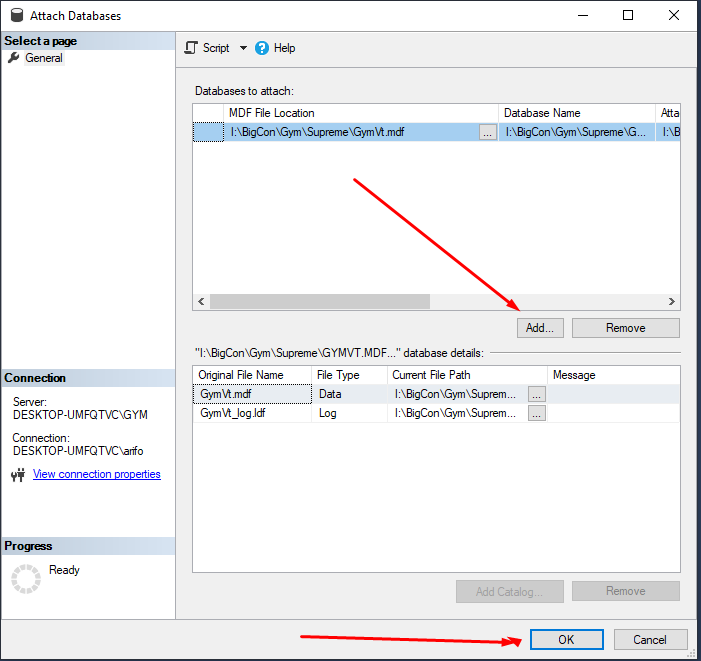 Attach Databases
Select a page
General
Script
Help
Databases to attach:
MDF File Location
Database Name
Atta
I:\BigCon\Gym\Supreme\GymVt.mdf
...
I:\BigCon\Gym\Supreme\G...
I:\B
Add...
Remove
"I:\BigCon\Gym\Supreme\GYMVT.MDF..." database details:
Original File Name
File Type
Current File Path
Message
GymVt.mdf
Data
I:\BigCon\Gym\Suprem...
...
GymVt_log.ldf
Log
I:\BigCon\Gym\Suprem...
...
Connection
Server:
DESKTOP-UMFQTVC\GYM
Connection:
DESKTOP-UMFQTVC\arifo
View connection properties
Progress
Ready
Add Catalog...
Remove
OK
Cancel